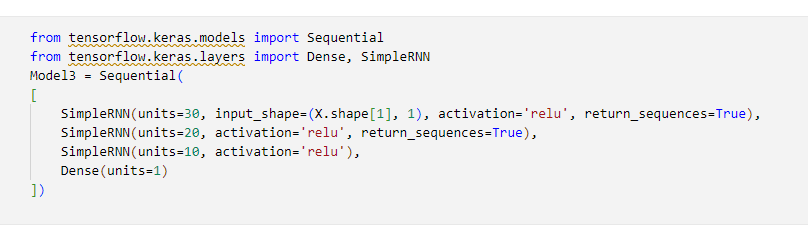 from tensorflow.keras.models import Sequential
from tensorflow.keras.layers import Dense, SimpleRNN
Model3 = Sequential(
[
    SimpleRNN(units=30, input_shape=(X.shape[1], 1), activation='relu', return_sequences=True),
    SimpleRNN(units=20, activation='relu', return_sequences=True),
    SimpleRNN(units=10, activation='relu'),
    Dense(units=1)
])